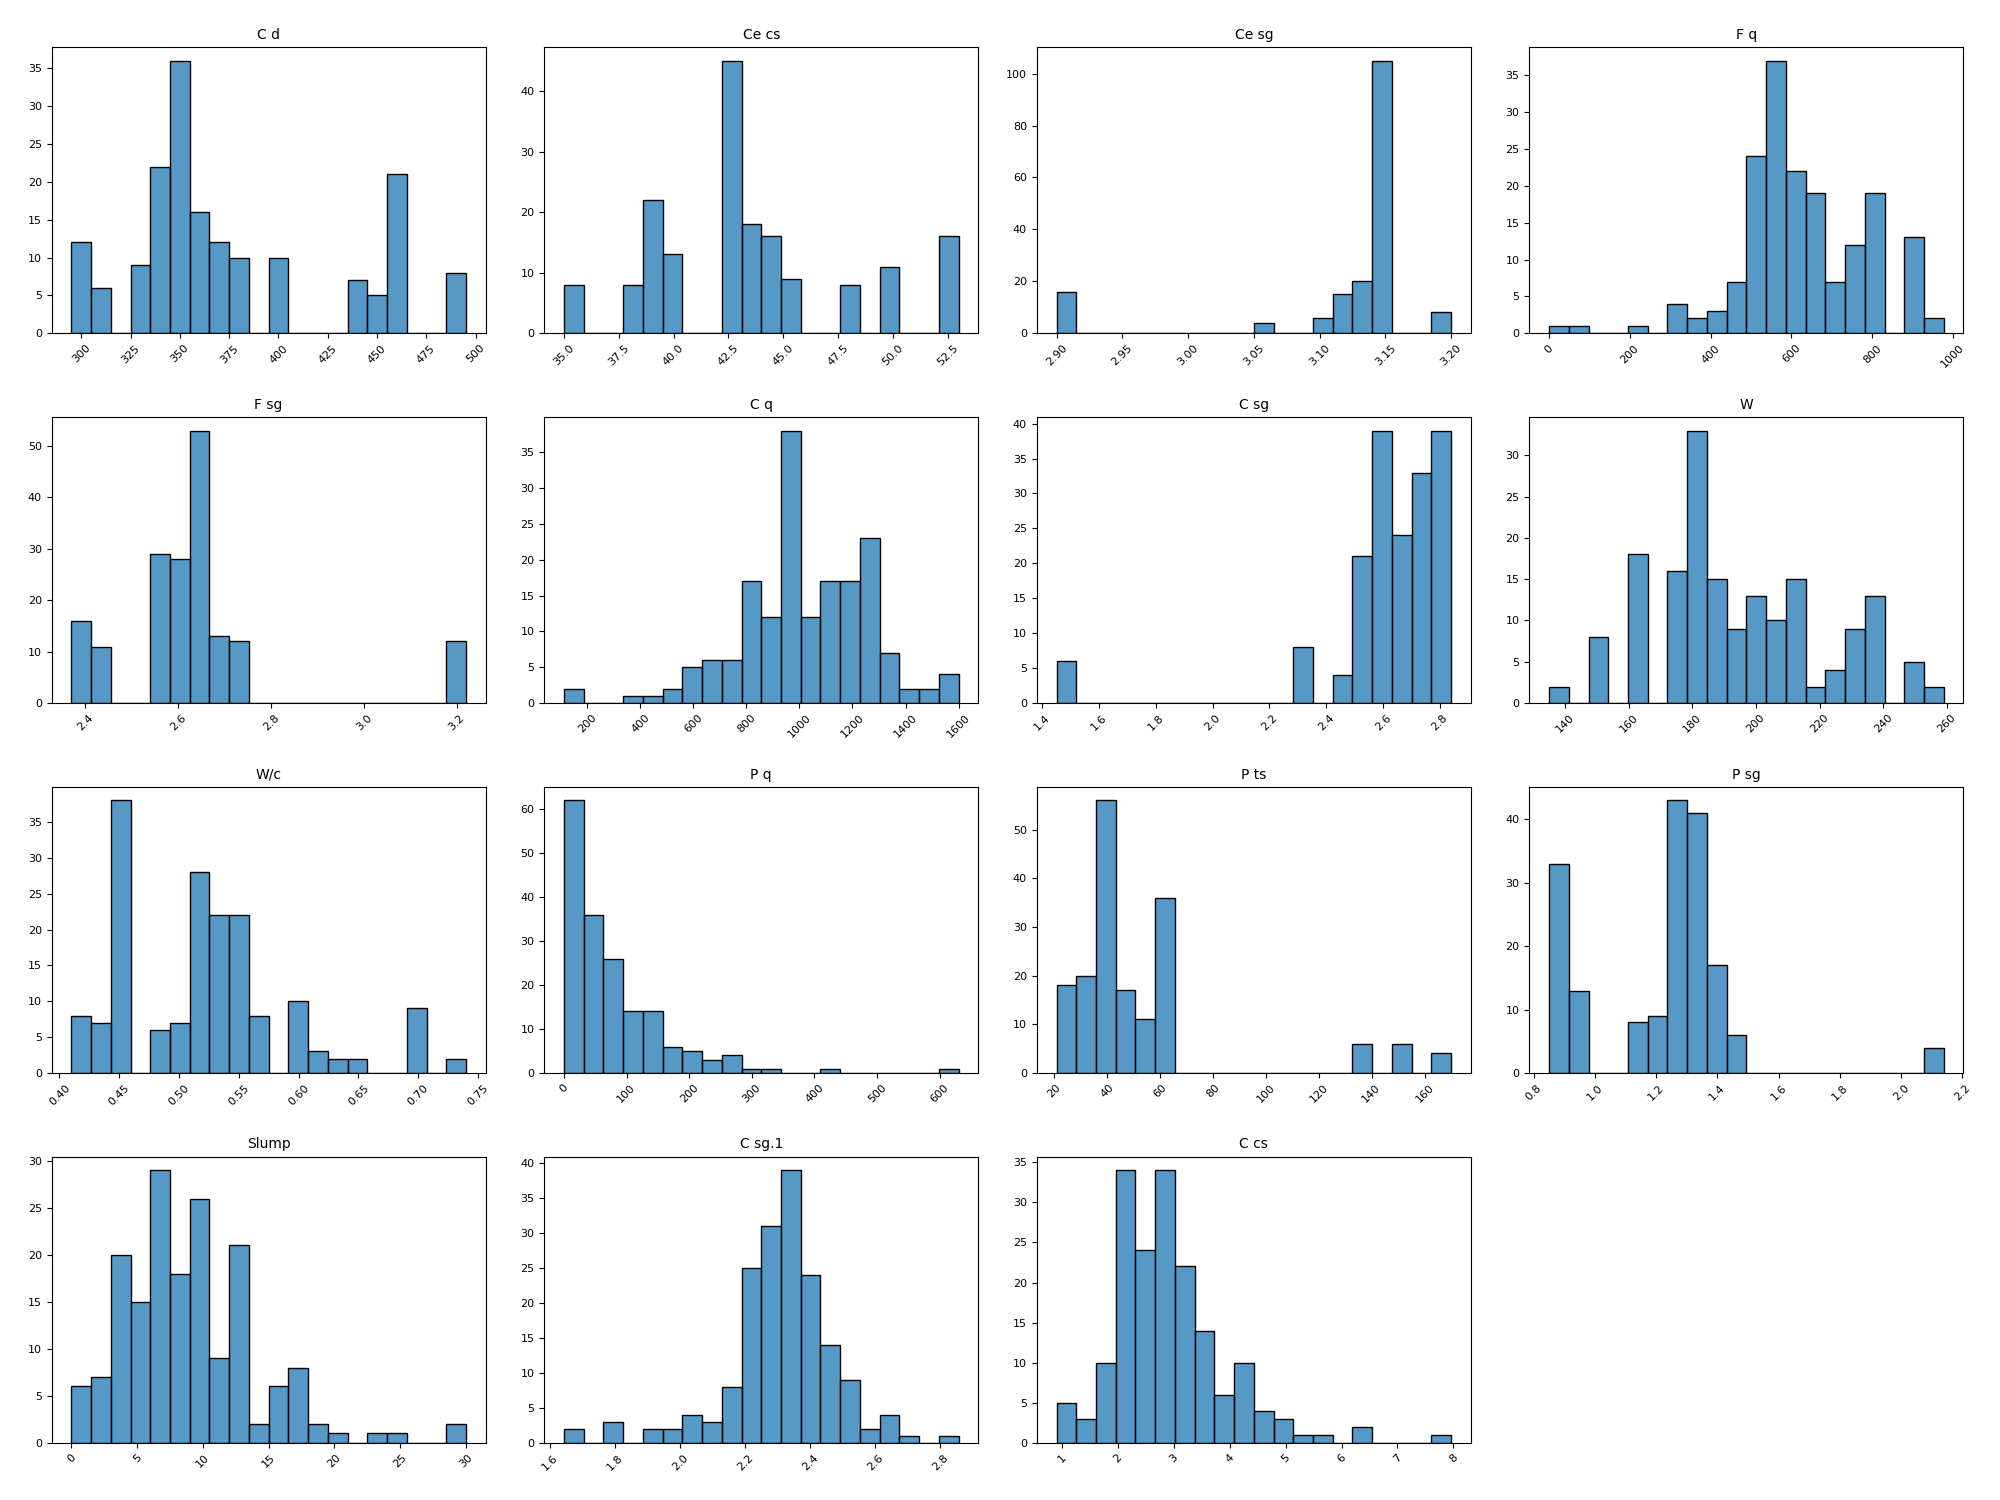 C d
Ce cs
Ce sg
F q
0 5 10 15 20 25 30 35
300 325 350 375 400 425 450 475 500
0 10 20 30 40
35.0 37.5 40.0 42.5 45.0 47.5 50.0 52.5
0 20 40 60 80 100
2.90 2.95 3.00 3.05 3.10 3.15 3.20
0 5 10 15 20 25 30 35
0 200 400 600 800 1000
F sg
C q
C sg
W
0 10 20 30 40 50
2.4 2.6 2.8 3.0 3.2
0 5 10 15 20 25 30 35
200 400 600 800 1000 1200 1400 1600
0 5 10 15 20 25 30 35 40
1.4 1.6 1.8 2.0 2.2 2.4 2.6 2.8
0 5 10 15 20 25 30
140 160 180 200 220 240 260
W/c
P q
P ts
P sg
0 5 10 15 20 25 30 35
0.40 0.45 0.50 0.55 0.60 0.65 0.70 0.75
0 10 20 30 40 50 60
0 100 200 300 400 500 600
0 10 20 30 40 50
20 40 60 80 100 120 140 160
0 10 20 30 40
0.8 1.0 1.2 1.4 1.6 1.8 2.0 2.2
Slump
C sg.1
C cs
0 5 10 15 20 25 30
0 5 10 15 20 25 30
0 5 10 15 20 25 30 35 40
1.6 1.8 2.0 2.2 2.4 2.6 2.8
0 5 10 15 20 25 30 35
1 2 3 4 5 6 7 8